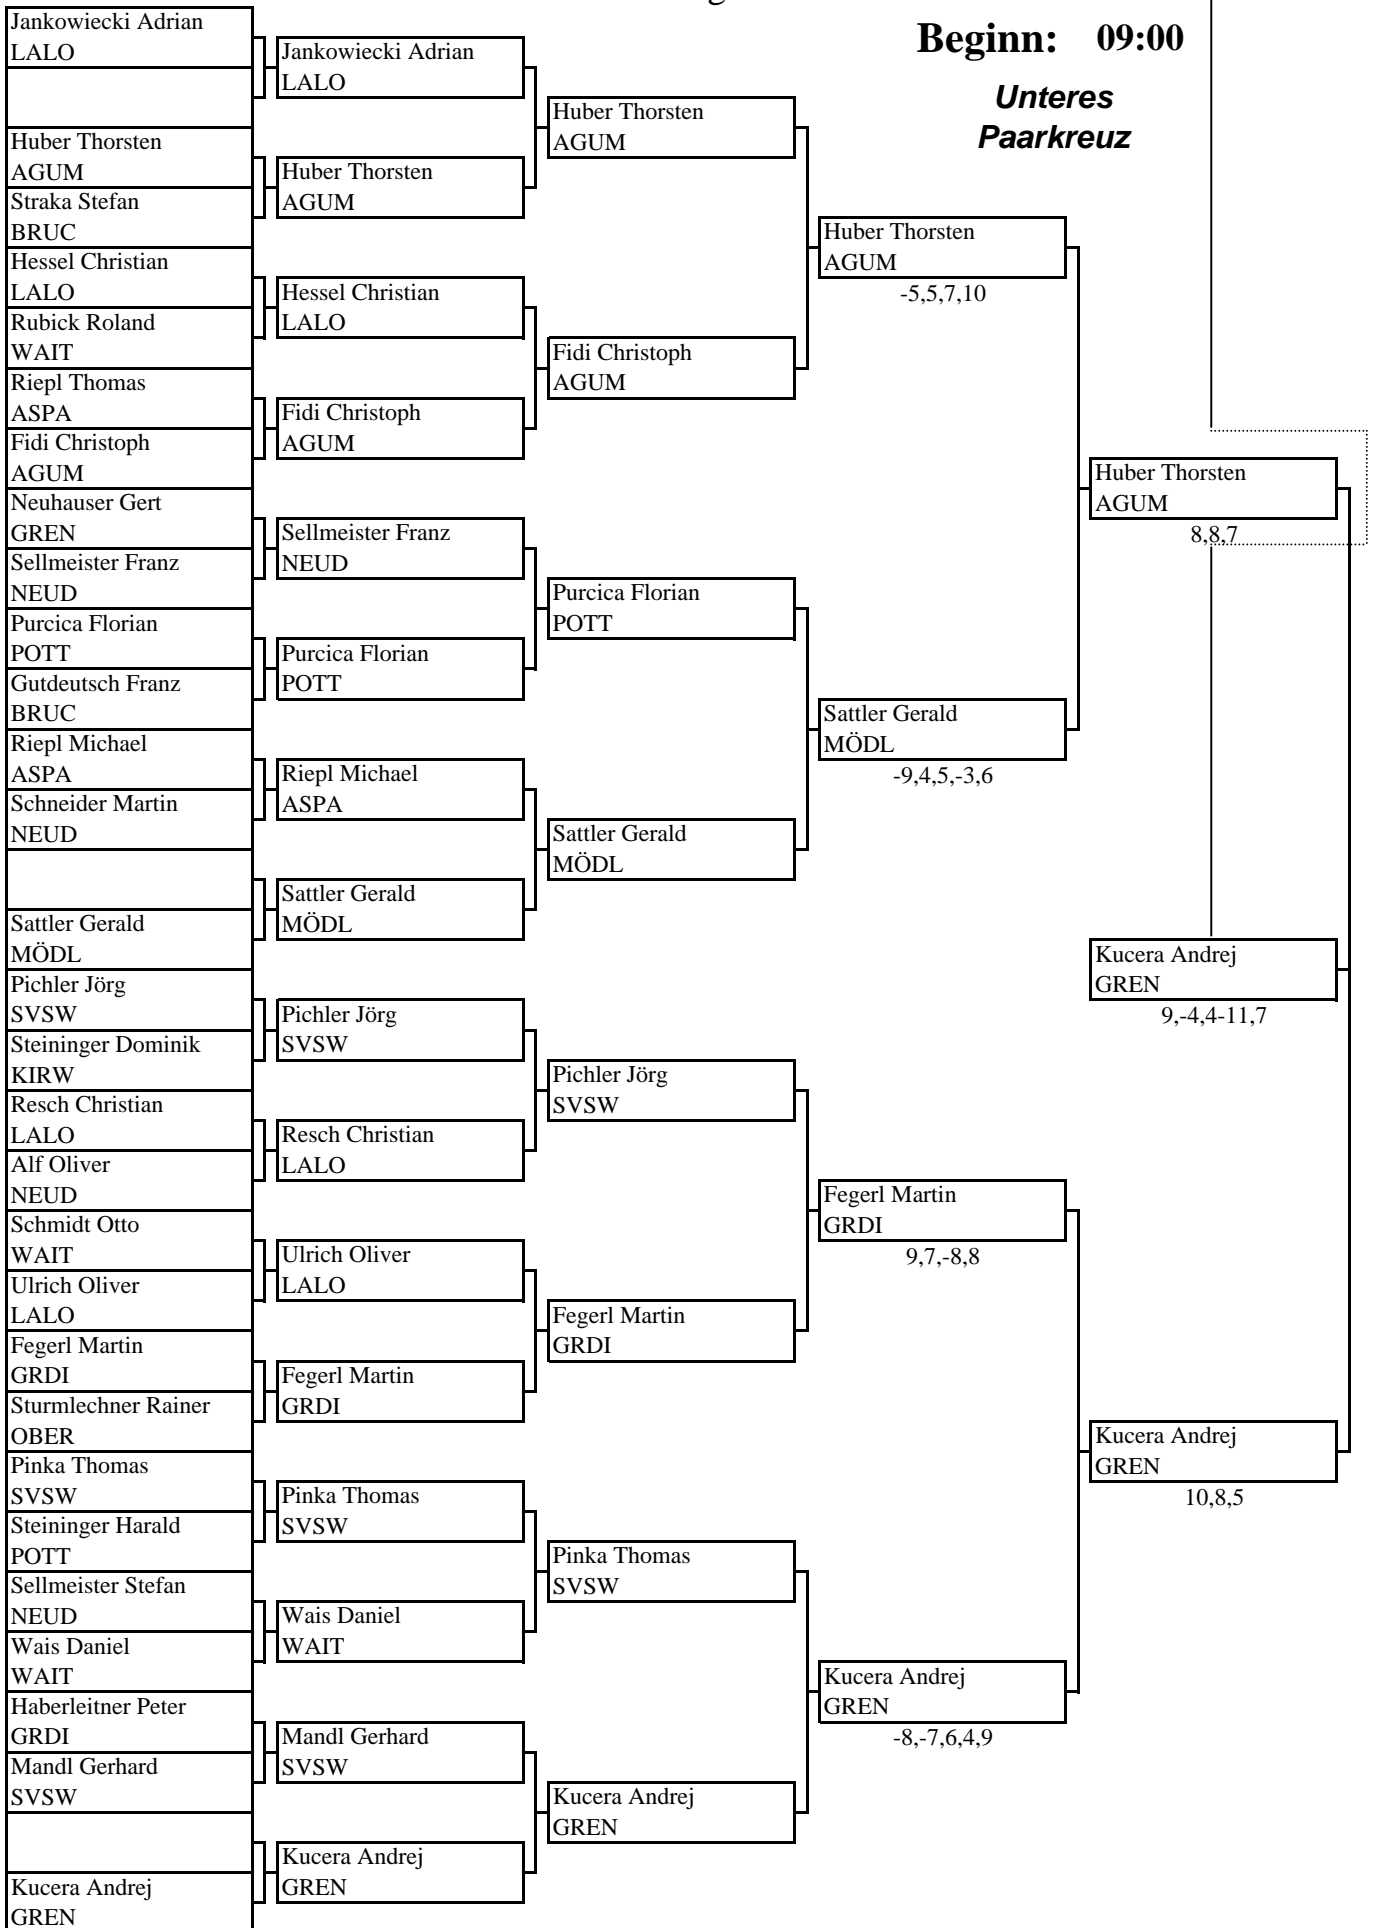 Beginn: 09:00
Unteres
Paarkreuz
Jankowiecki Adrian
LALO
Huber Thorsten
AGUM
Straka Stefan
BRUC
Hessel Christian
LALO
Rubick Roland
WAIT
Riepl Thomas
ASPA
Fidi Christoph
AGUM
Neuhauser Gert
GREN
Sellmeister Franz
NEUD
Purcica Florian
POTT
Gutdeutsch Franz
BRUC
Riepl Michael
ASPA
Schneider Martin
NEUD
Sattler Gerald
MÖDL
Pichler Jörg
SVSW
Steininger Dominik
KIRW
Resch Christian
LALO
Alf Oliver
NEUD
Schmidt Otto
WAIT
Ulrich Oliver
LALO
Fegerl Martin
GRDI
Sturmlechner Rainer
OBER
Pinka Thomas
SVSW
Steininger Harald
POTT
Sellmeister Stefan
NEUD
Wais Daniel
WAIT
Haberleitner Peter
GRDI
Mandl Gerhard
SVSW
Kucera Andrej
GREN
Jankowiecki Adrian
LALO
Huber Thorsten
AGUM
Hessel Christian
LALO
Fidi Christoph
AGUM
Sellmeister Franz
NEUD
Purcica Florian
POTT
Riepl Michael
ASPA
Sattler Gerald
MÖDL
Pichler Jörg
SVSW
Resch Christian
LALO
Ulrich Oliver
LALO
Fegerl Martin
GRDI
Pinka Thomas
SVSW
Wais Daniel
WAIT
Mandl Gerhard
SVSW
Kucera Andrej
GREN
Huber Thorsten
AGUM
Fidi Christoph
AGUM
Purcica Florian
POTT
Sattler Gerald
MÖDL
Pichler Jörg
SVSW
Fegerl Martin
GRDI
Pinka Thomas
SVSW
Kucera Andrej
GREN
Huber Thorsten
AGUM
-5,5,7,10
Sattler Gerald
MÖDL
-9,4,5,-3,6
Fegerl Martin
GRDI
9,7,-8,8
Kucera Andrej
GREN
-8,-7,6,4,9
Huber Thorsten
AGUM
8,8,7
Kucera Andrej
GREN
9,-4,4-11,7
Kucera Andrej
GREN
10,8,5